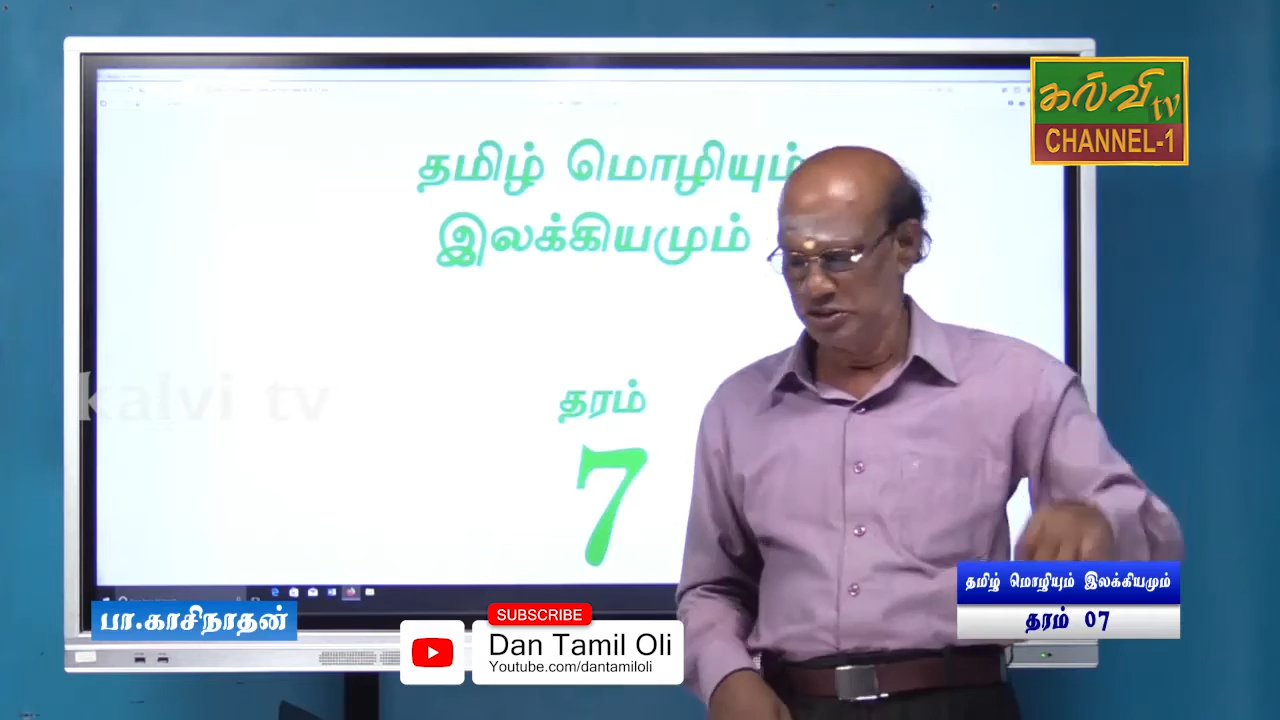 தமிழ் மொழியும்
இலக்கியமும்
தரம்
7
கல்வி tv
CHANNEL-1
kalvi tv
தமிழ் மொழியும் இலக்கியமும்
தரம் 07
பா.காசிநாதன்
SUBSCRIBE
Dan Tamil Oli
Youtube.com/dantamiloli